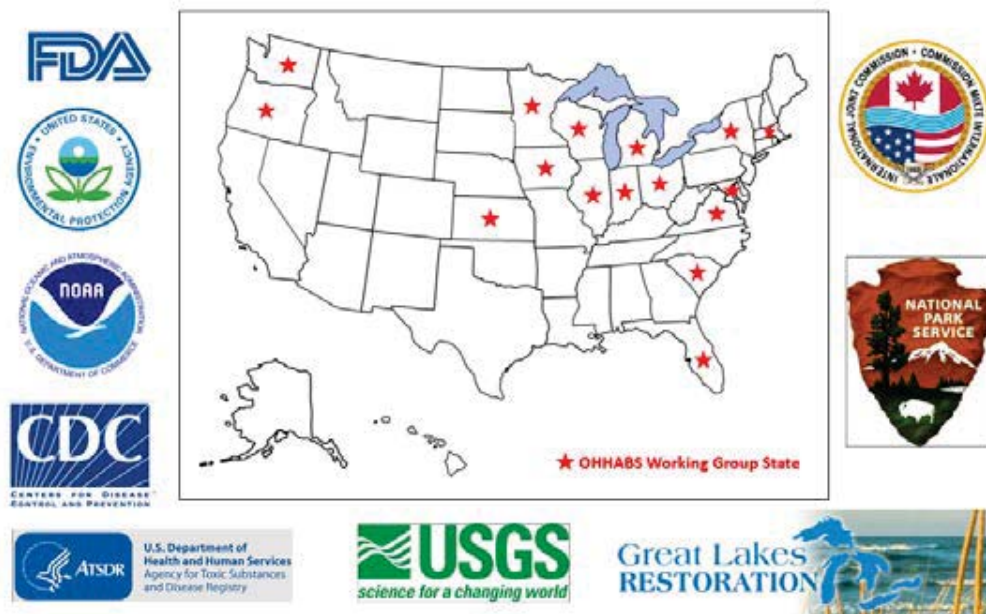 FDA
UNITED STATES
ENVIRONMENTAL PROTECTION AGENCY
NATIONAL OCEANIC AND ATMOSPHERIC ADMINISTRATION
NOAA
U.S. DEPARTMENT OF COMMERCE
CDC
CENTERS FOR DISEASE
CONTROL AND PREVENTION
OHHABS Working Group State
INTERNATIONAL JOINT COMMISSION • COMMISSION MIXTE INTERNATIONALE
NATIONAL
PARK
SERVICE
ATSDR
U.S. Department of
Health and Human Services
Agency for Toxic Substances
and Disease Registry
USGS
science for a changing world
Great Lakes
RESTORATION